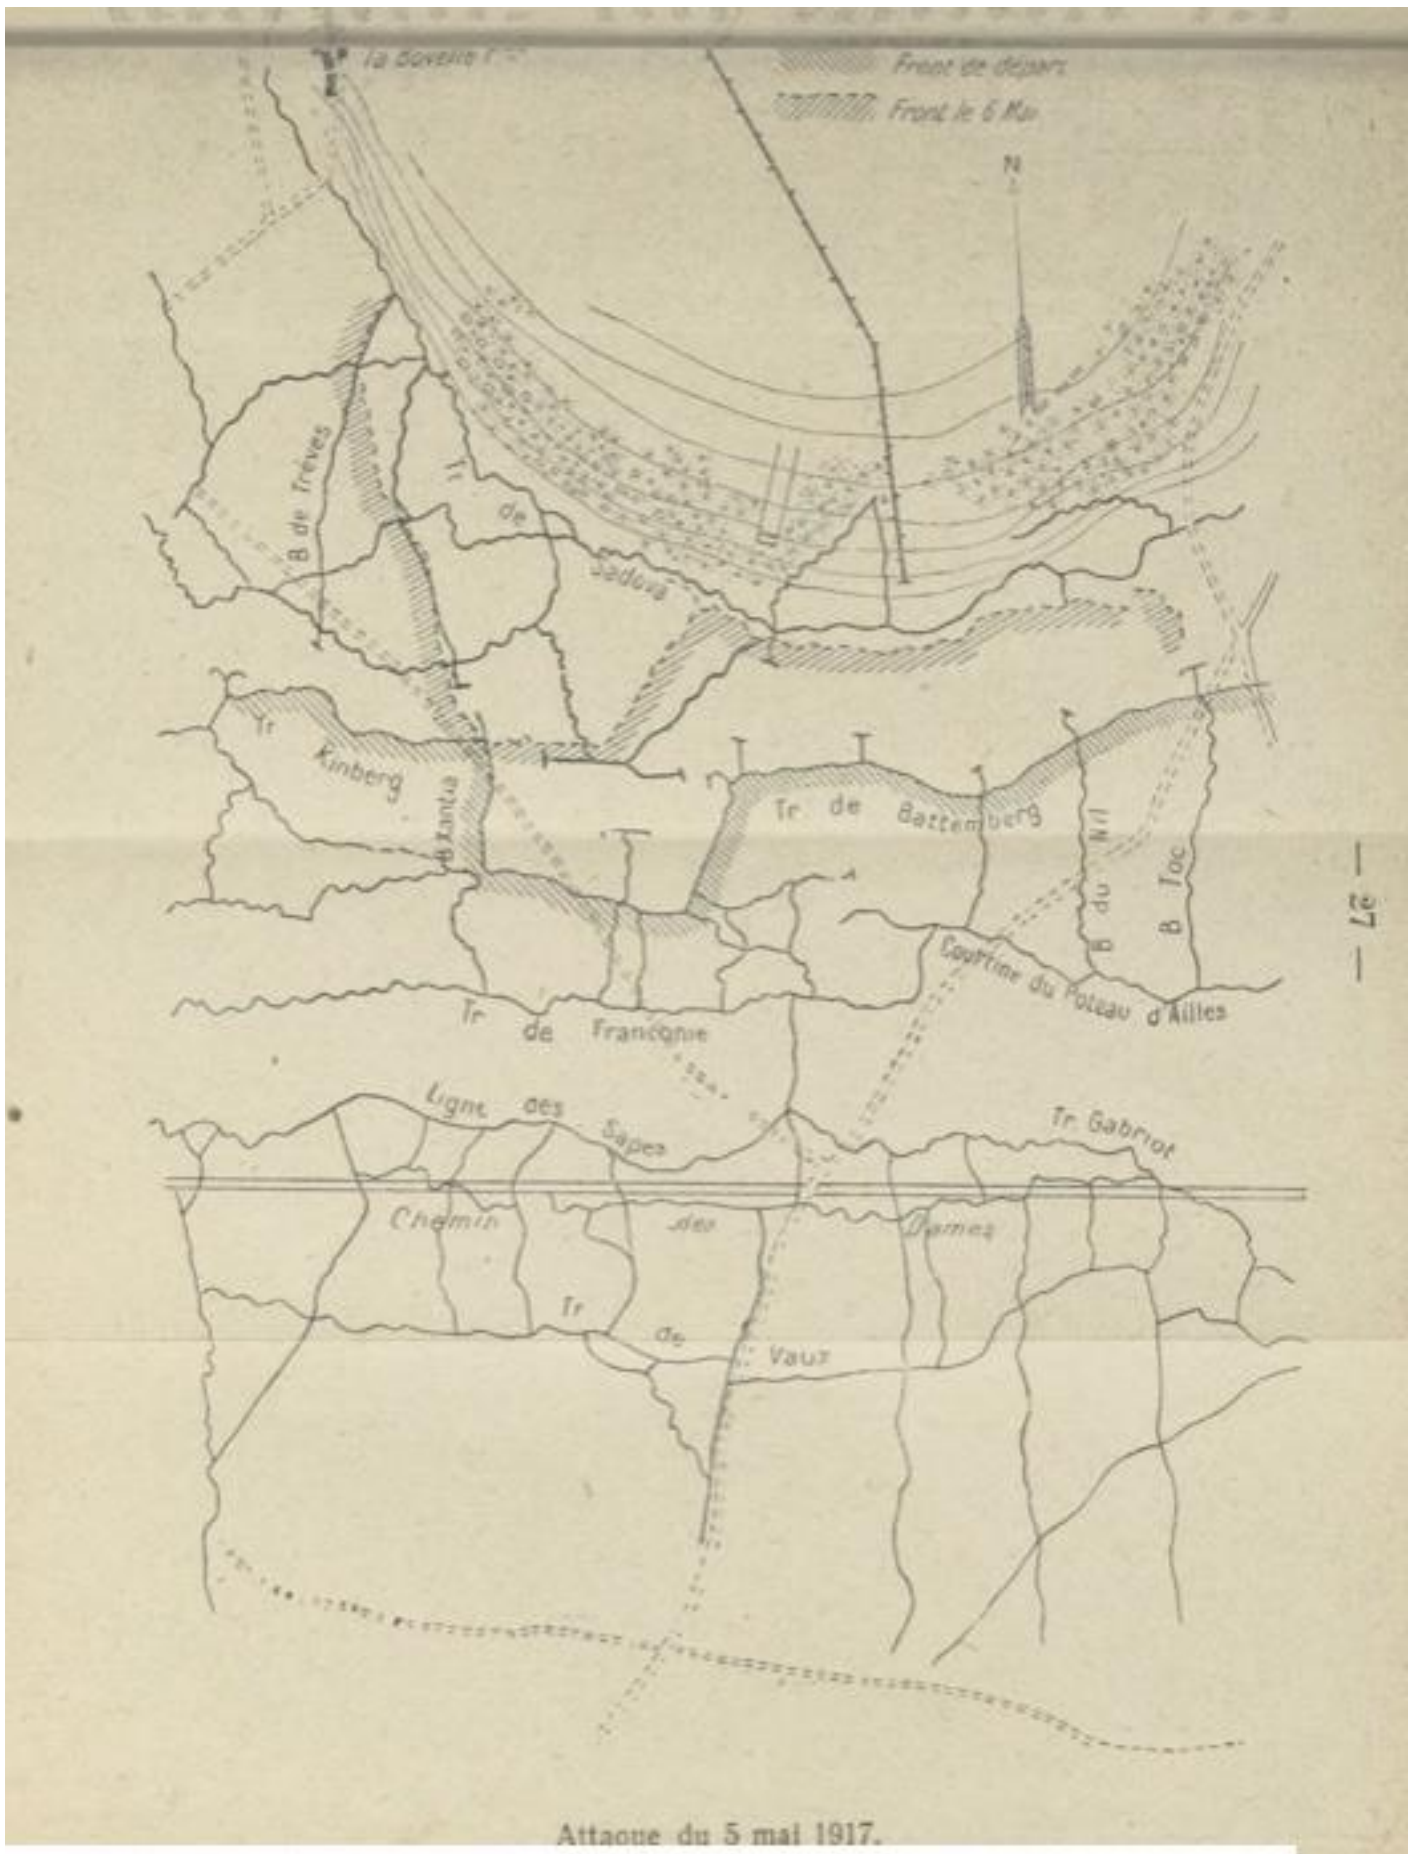 la Bovelle
Front de départ
Front le 6 Mai
N
B de Trèves
Tr de Sadova
Tr Kinberg
B Xantia
Tr de Battemberg
B du Nil
B Toc
— 27 —
Courtine du Poteau d'Ailles
Tr de Franconie
Ligne des Sapes
Tr. Gabriot
Chemin des Dames
Tr de Vaux
Attaque du 5 mai 1917.